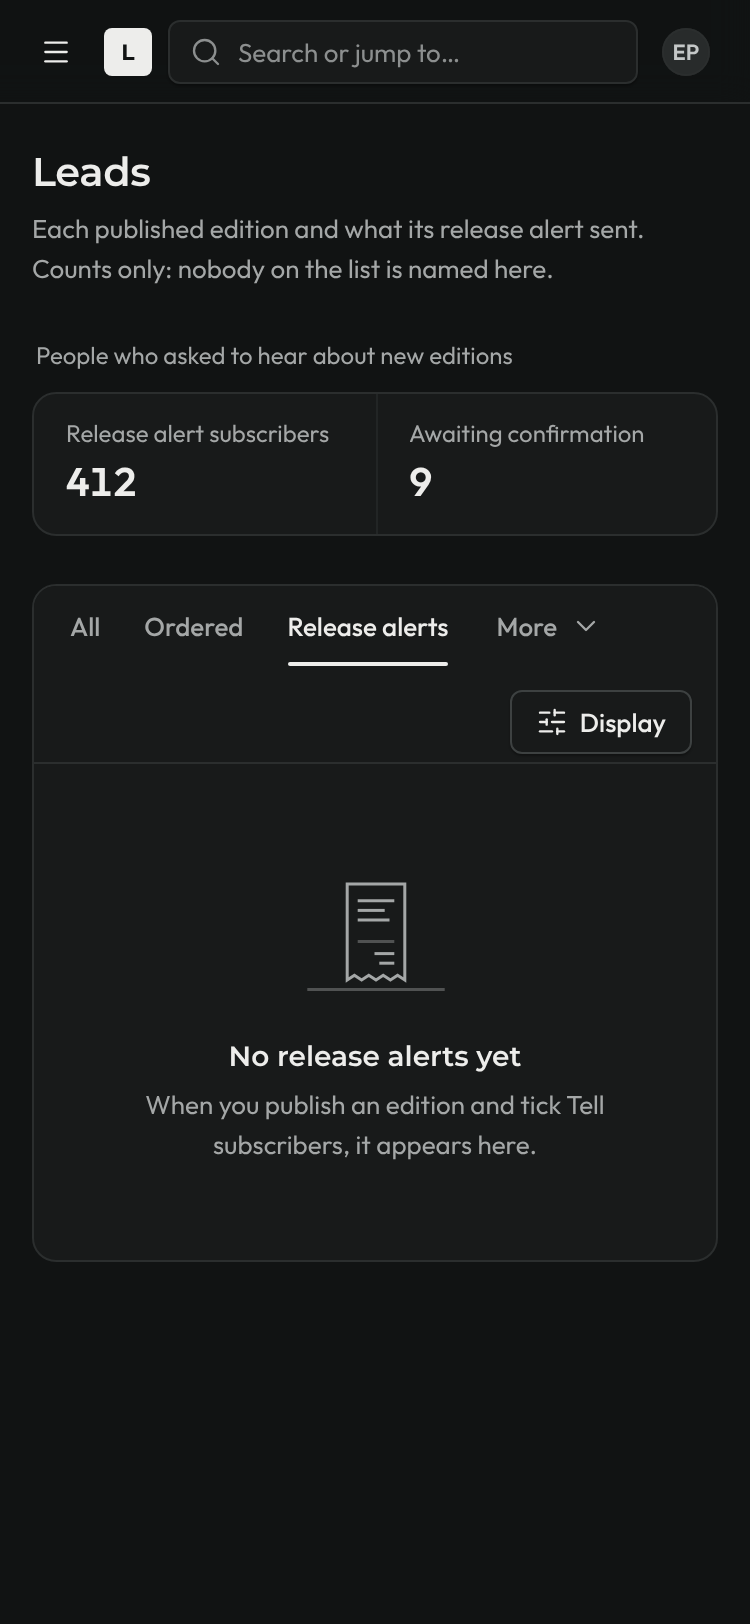 L
Search or jump to…
EP
Leads
Each published edition and what its release alert sent.
Counts only: nobody on the list is named here.
People who asked to hear about new editions
Release alert subscribers
412
Awaiting confirmation
9
All
Ordered
Release alerts
More
Display
No release alerts yet
When you publish an edition and tick Tell
subscribers, it appears here.